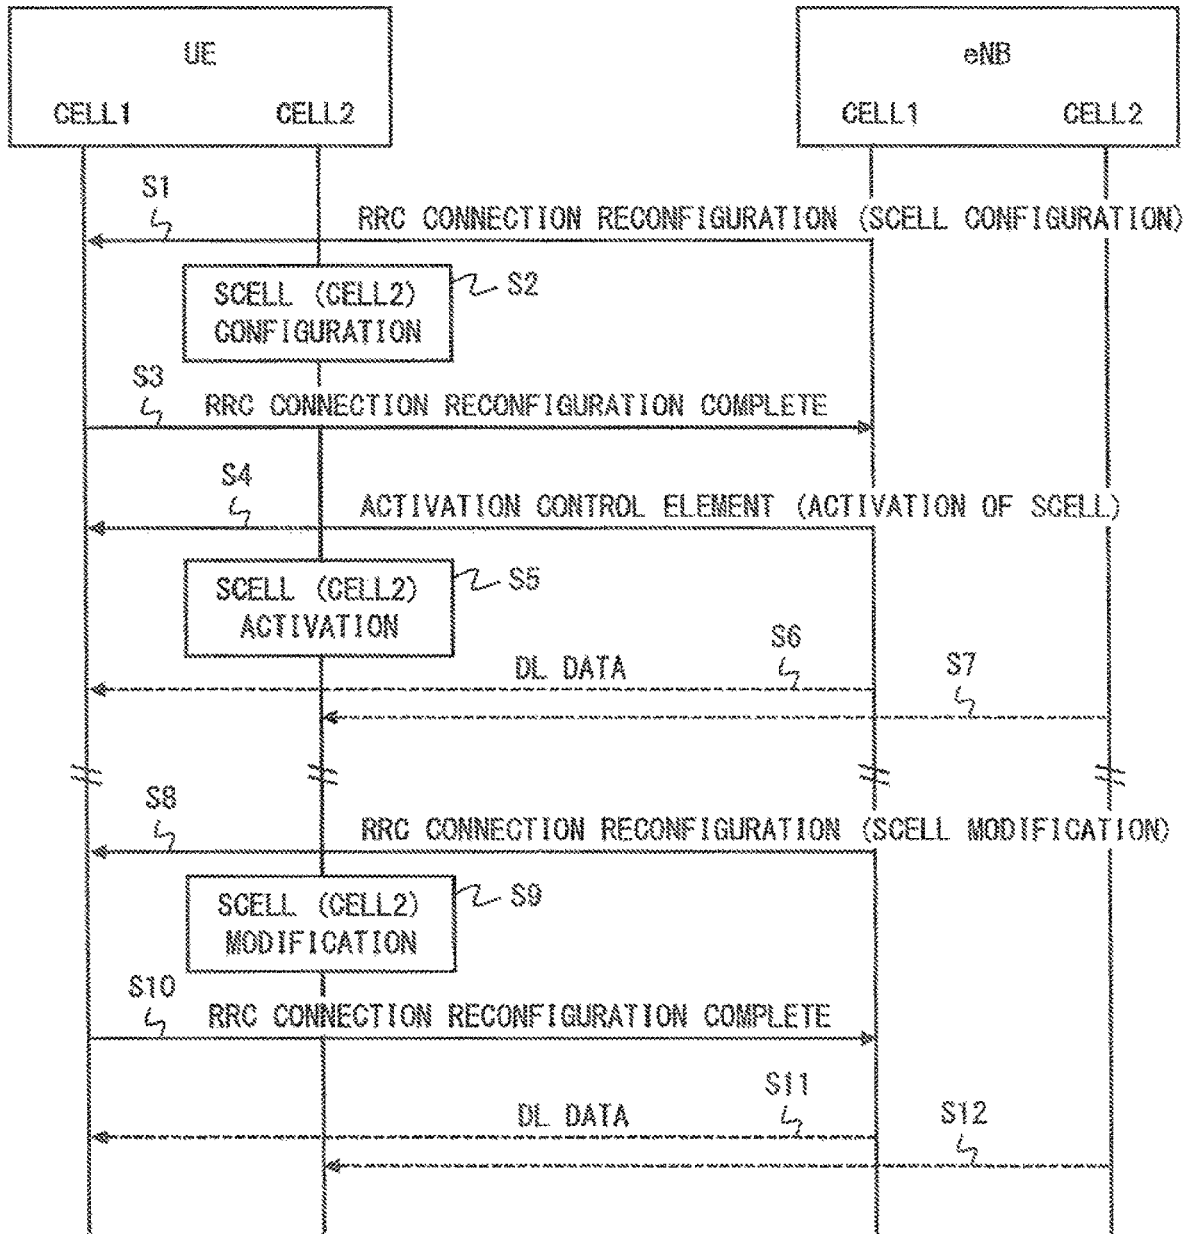 UE
eNB
CELL1 CELL2
CELL1 CELL2
S1
RRC CONNECTION RECONFIGURATION (SCELL CONFIGURATION)
SCELL (CELL2)
CONFIGURATION
S2
S3
RRC CONNECTION RECONFIGURATION COMPLETE
S4
ACTIVATION CONTROL ELEMENT (ACTIVATION OF SCELL)
SCELL (CELL2)
ACTIVATION
S5
DL DATA
S6
S7
S8
RRC CONNECTION RECONFIGURATION (SCELL MODIFICATION)
SCELL (CELL2)
MODIFICATION
S9
S10
RRC CONNECTION RECONFIGURATION COMPLETE
DL DATA
S11
S12